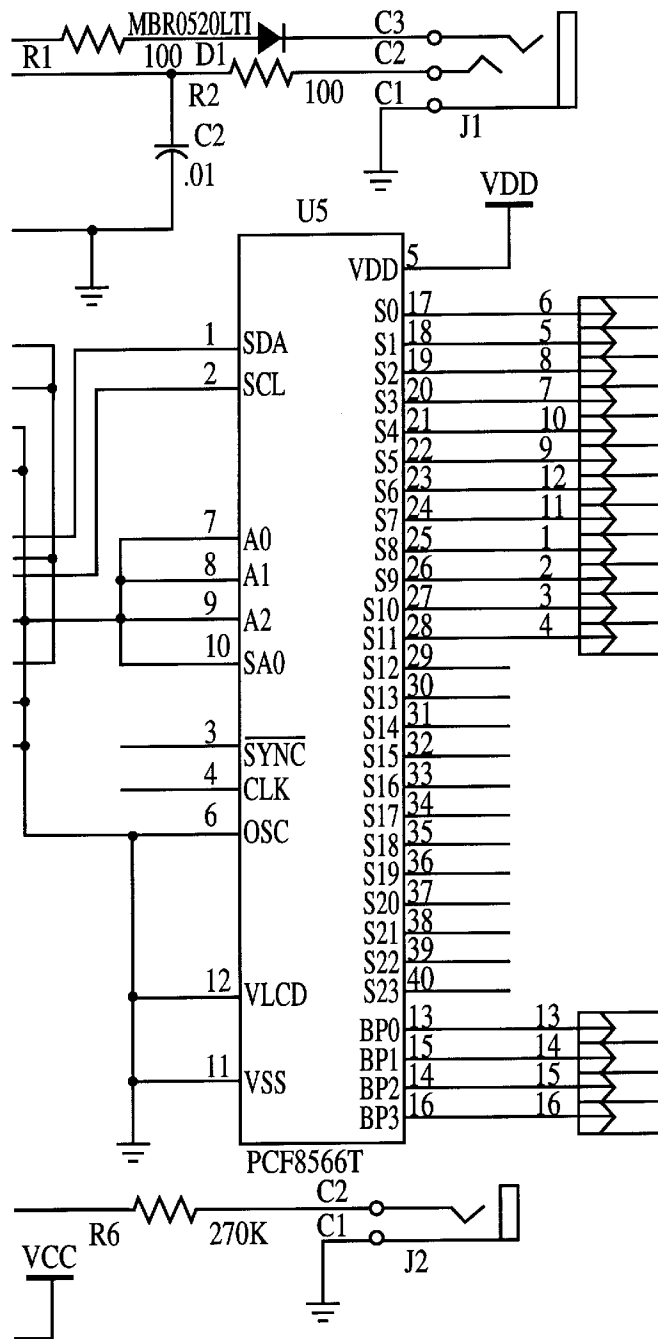 MBR0520LTI
C3
R1
100
D1
C2
R2
100
C1
J1
C2
.01
U5
VDD
VDD 5
S0 17 6
S1 18 5
1 SDA
S2 19 8
2 SCL
S3 20 7
S4 21 10
S5 22 9
S6 23 12
S7 24 11
7 A0
S8 25 1
8 A1
S9 26 2
9 A2
S10 27 3
S11 28 4
10 SA0
S12 29
S13 30
S14 31
3 SYNC
S15 32
4 CLK
S16 33
S17 34
6 OSC
S18 35
S19 36
S20 37
S21 38
S22 39
12 VLCD
S23 40
BP0 13 13
BP1 15 14
11 VSS
BP2 14 15
BP3 16 16
PCF8566T
C2
R6
270K
C1
J2
VCC